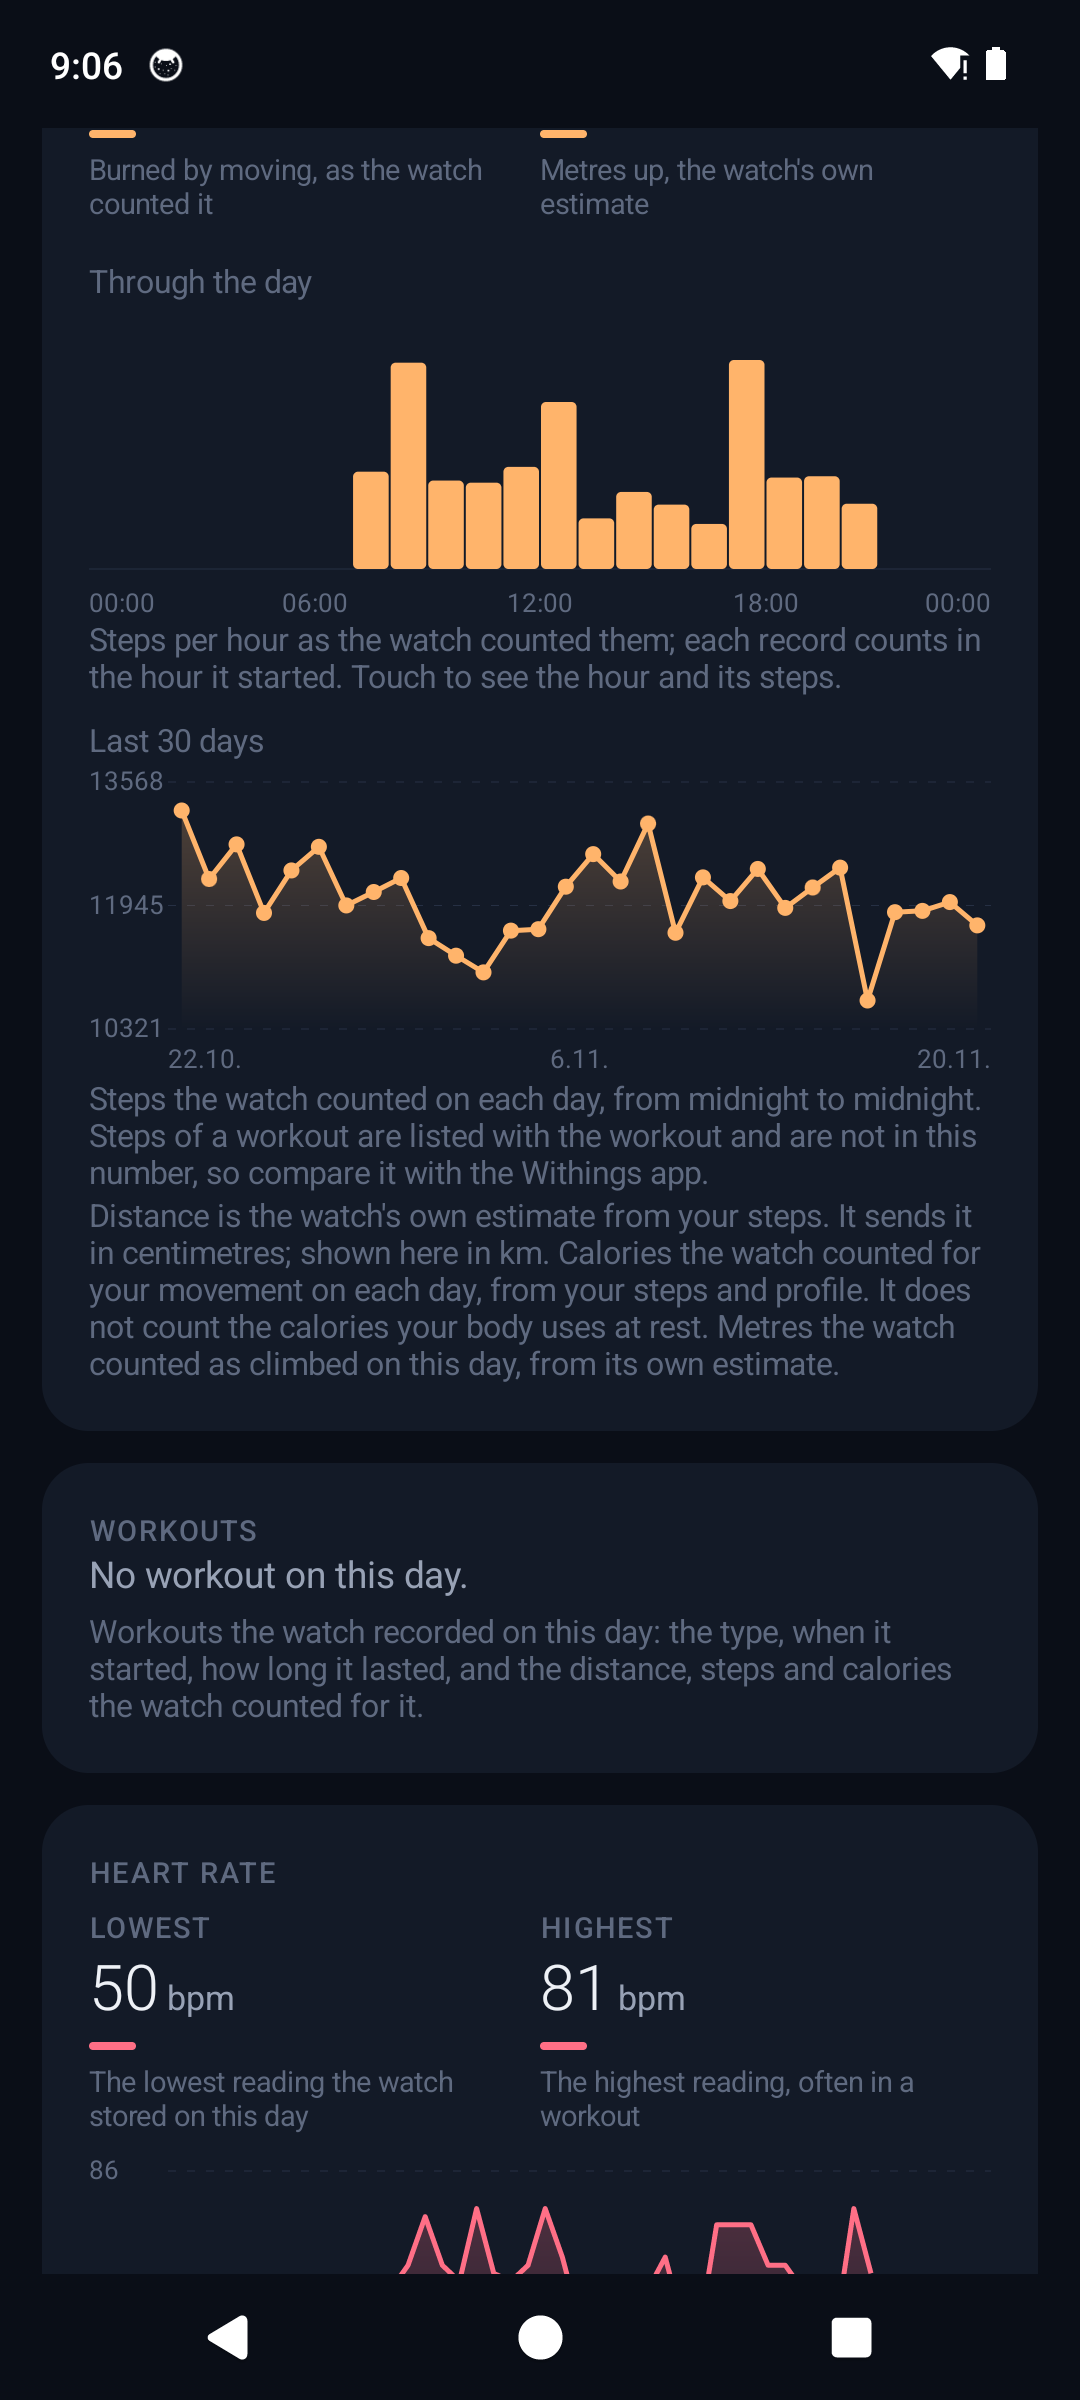 9:06
Burned by moving, as the watch
counted it
Metres up, the watch's own
estimate
Through the day
00:00 06:00 12:00 18:00 00:00
Steps per hour as the watch counted them; each record counts in
the hour it started. Touch to see the hour and its steps.
Last 30 days
13568
11945
10321
22.10. 6.11. 20.11.
Steps the watch counted on each day, from midnight to midnight.
Steps of a workout are listed with the workout and are not in this
number, so compare it with the Withings app.
Distance is the watch's own estimate from your steps. It sends it
in centimetres; shown here in km. Calories the watch counted for
your movement on each day, from your steps and profile. It does
not count the calories your body uses at rest. Metres the watch
counted as climbed on this day, from its own estimate.
WORKOUTS
No workout on this day.
Workouts the watch recorded on this day: the type, when it
started, how long it lasted, and the distance, steps and calories
the watch counted for it.
HEART RATE
LOWEST
50 bpm
The lowest reading the watch
stored on this day
HIGHEST
81 bpm
The highest reading, often in a
workout
86